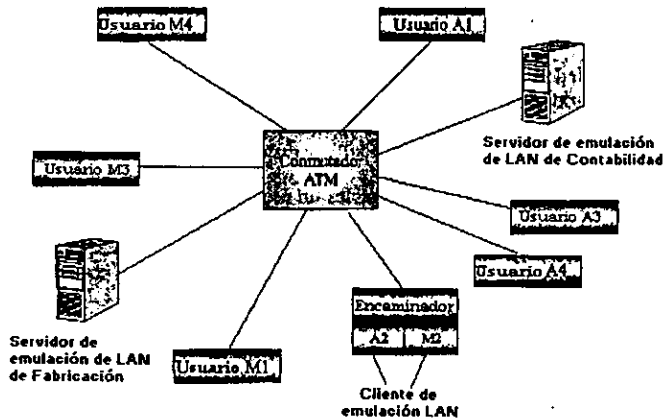 Usuario M4
Usuario A1
Servidor de emulación
de LAN de Contabilidad
Conmutador
ATM
Usuario M3
Usuario A3
Usuario A4
Encaminador
A2 M2
Servidor de
emulación de LAN
de Fabricación
Usuario M1
Cliente de
emulación LAN